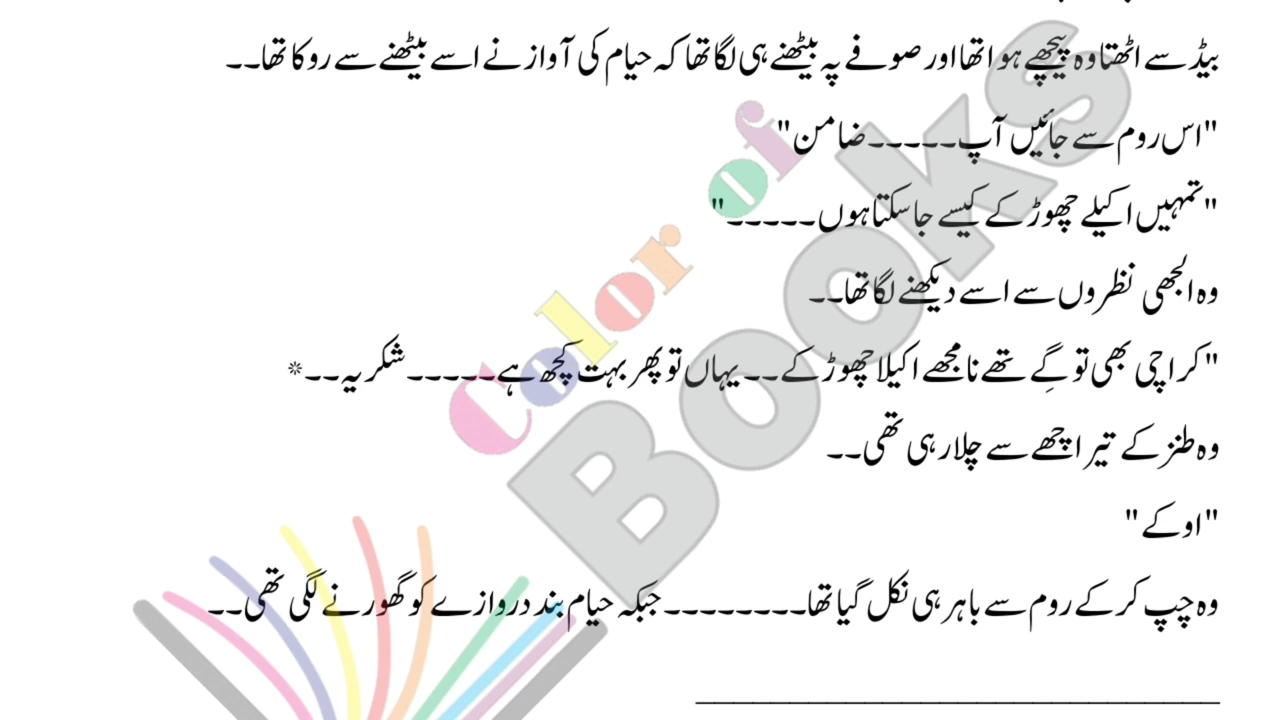 بیڈ سے اٹھتا وہ پیچھے ہوا تھا اور صوفے پہ بیٹھنے ہی لگا تھا کہ حیام کی آواز نے اسے بیٹھنے سے روکا تھا۔۔
"اس روم سے جائیں آپ۔۔۔۔۔۔ضامن"
"تمہیں اکیلے چھوڑ کے کیسے جا سکتا ہوں۔۔۔۔۔۔"
وہ الجھی نظروں سے اسے دیکھنے لگا تھا۔۔
"کراچی بھی تو گے تھے نا مجھے اکیلا چھوڑ کے۔۔۔یہاں تو پھر بہت کچھ ہے۔۔۔۔۔۔شکریہ۔۔*
وہ طنز کے تیر اچھے سے چلا رہی تھی۔۔
"اوکے"
وہ چپ کر کے روم سے باہر ہی نکل گیا تھا۔۔۔۔۔۔۔۔جبکہ حیام بند دروازے کو گھورنے لگی تھی۔۔
Color of
Books